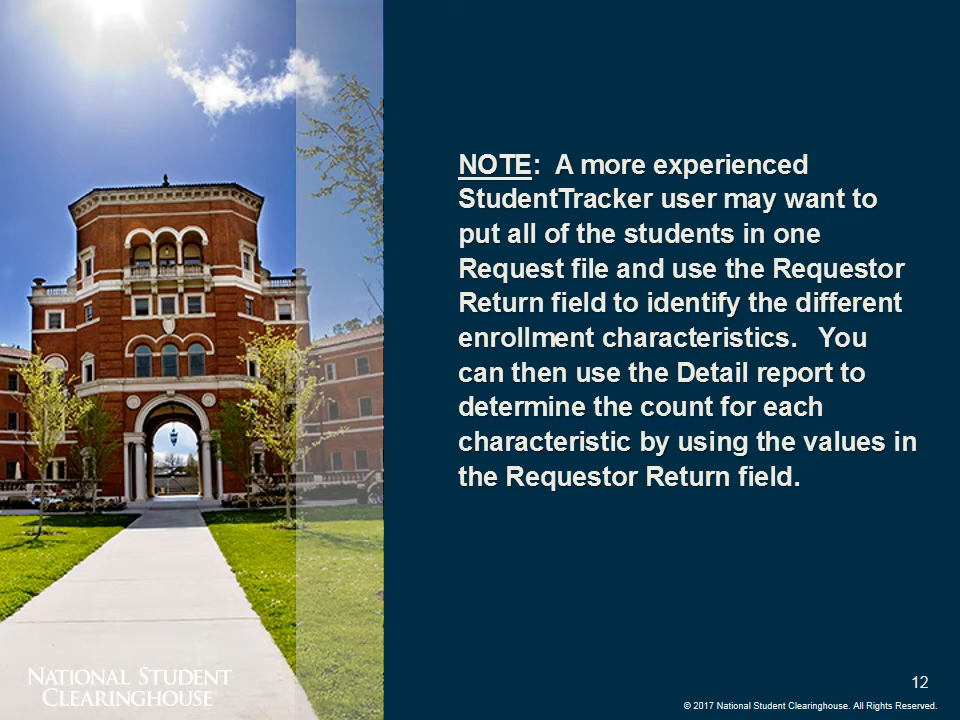 NOTE:  A more experienced
StudentTracker user may want to
put all of the students in one
Request file and use the Requestor
Return field to identify the different
enrollment characteristics.   You
can then use the Detail report to
determine the count for each
characteristic by using the values in
the Requestor Return field.
NATIONAL STUDENT
CLEARINGHOUSE
12
© 2017 National Student Clearinghouse. All Rights Reserved.